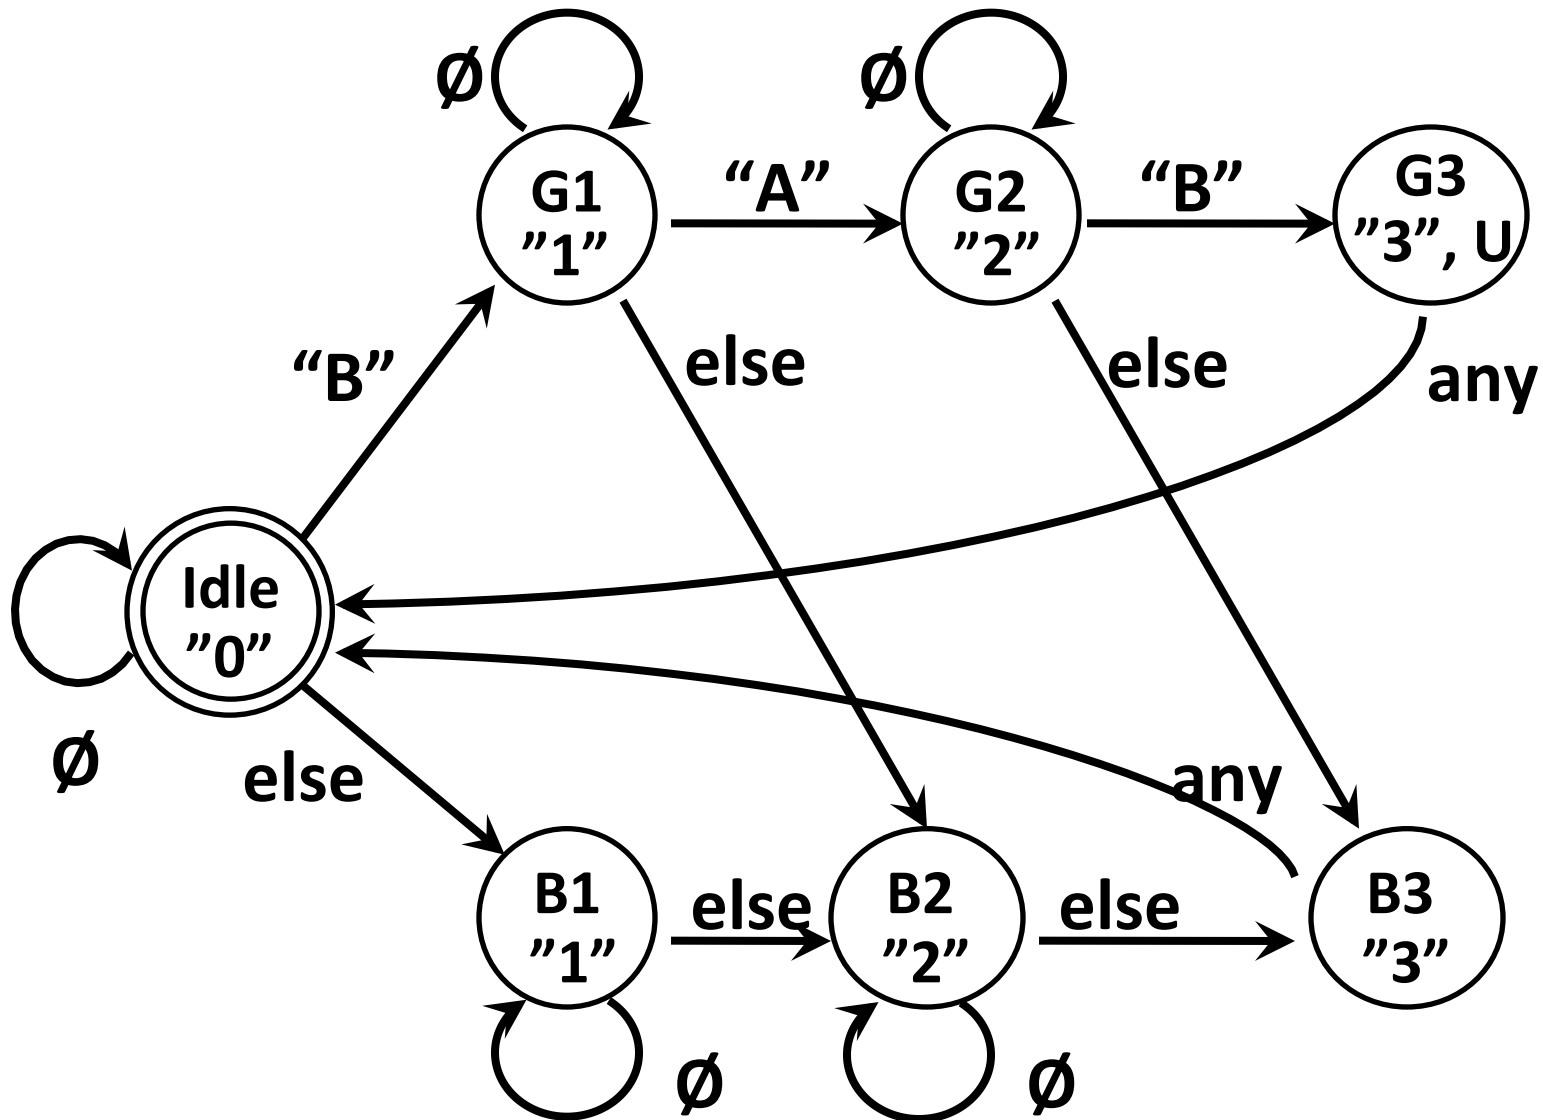 Ø
Ø
G1
”1”
“A”
G2
”2”
“B”
G3
”3”, U
“B”
else
else
any
Idle
”0”
Ø
else
any
B1
”1”
else
B2
”2”
else
B3
”3”
Ø
Ø